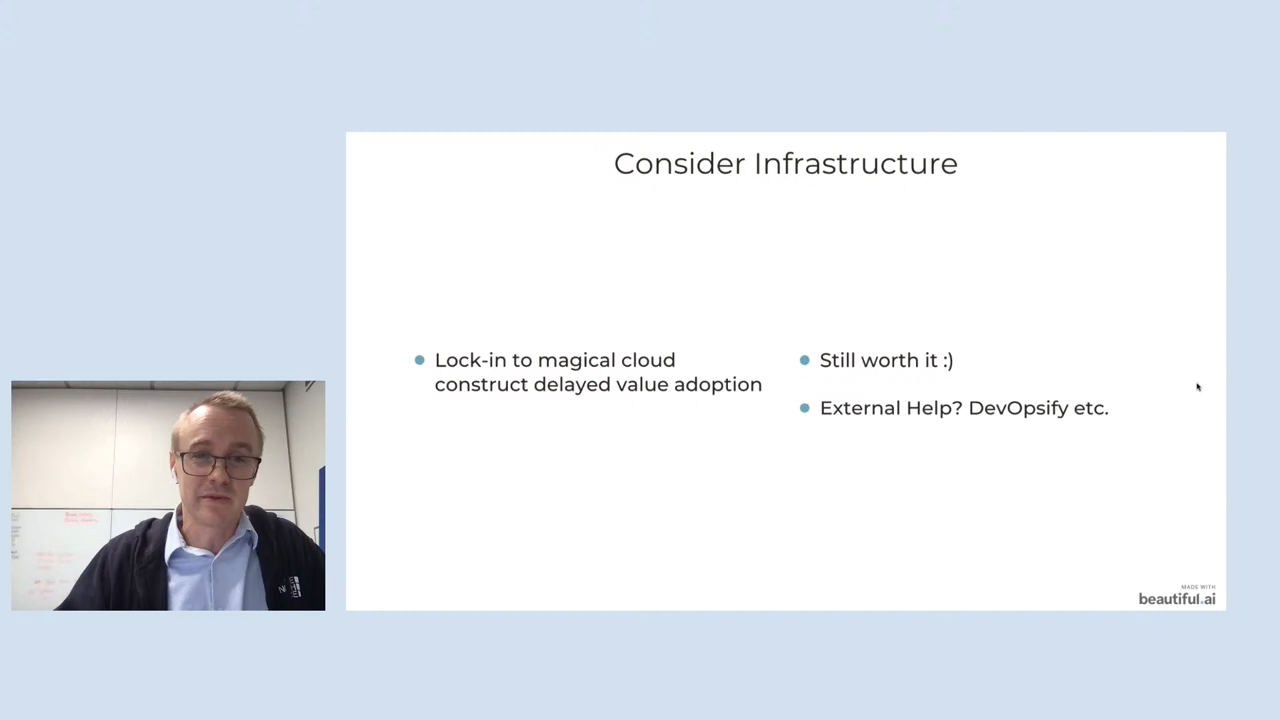 Consider Infrastructure
Lock-in to magical cloud
construct delayed value adoption
Still worth it :)
External Help? DevOpsify etc.
MADE WITH
beautiful.ai